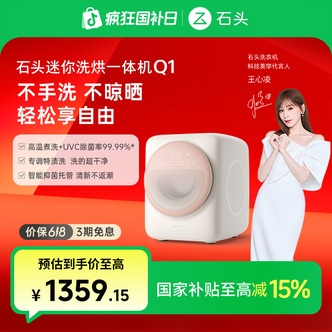 疯狂国补日
石头
石头迷你洗烘一体机Q1
不手洗 不晾晒
轻松享自由
高温煮洗+UVC除菌率99.99%*
专调特渍洗 洗的超干净
智能抑菌托管 清新不返潮
石头洗衣机
科技美学代言人
王心凌
价保6|8
3期免息
预估到手价至高
¥1359.15
国家补贴至高减15%